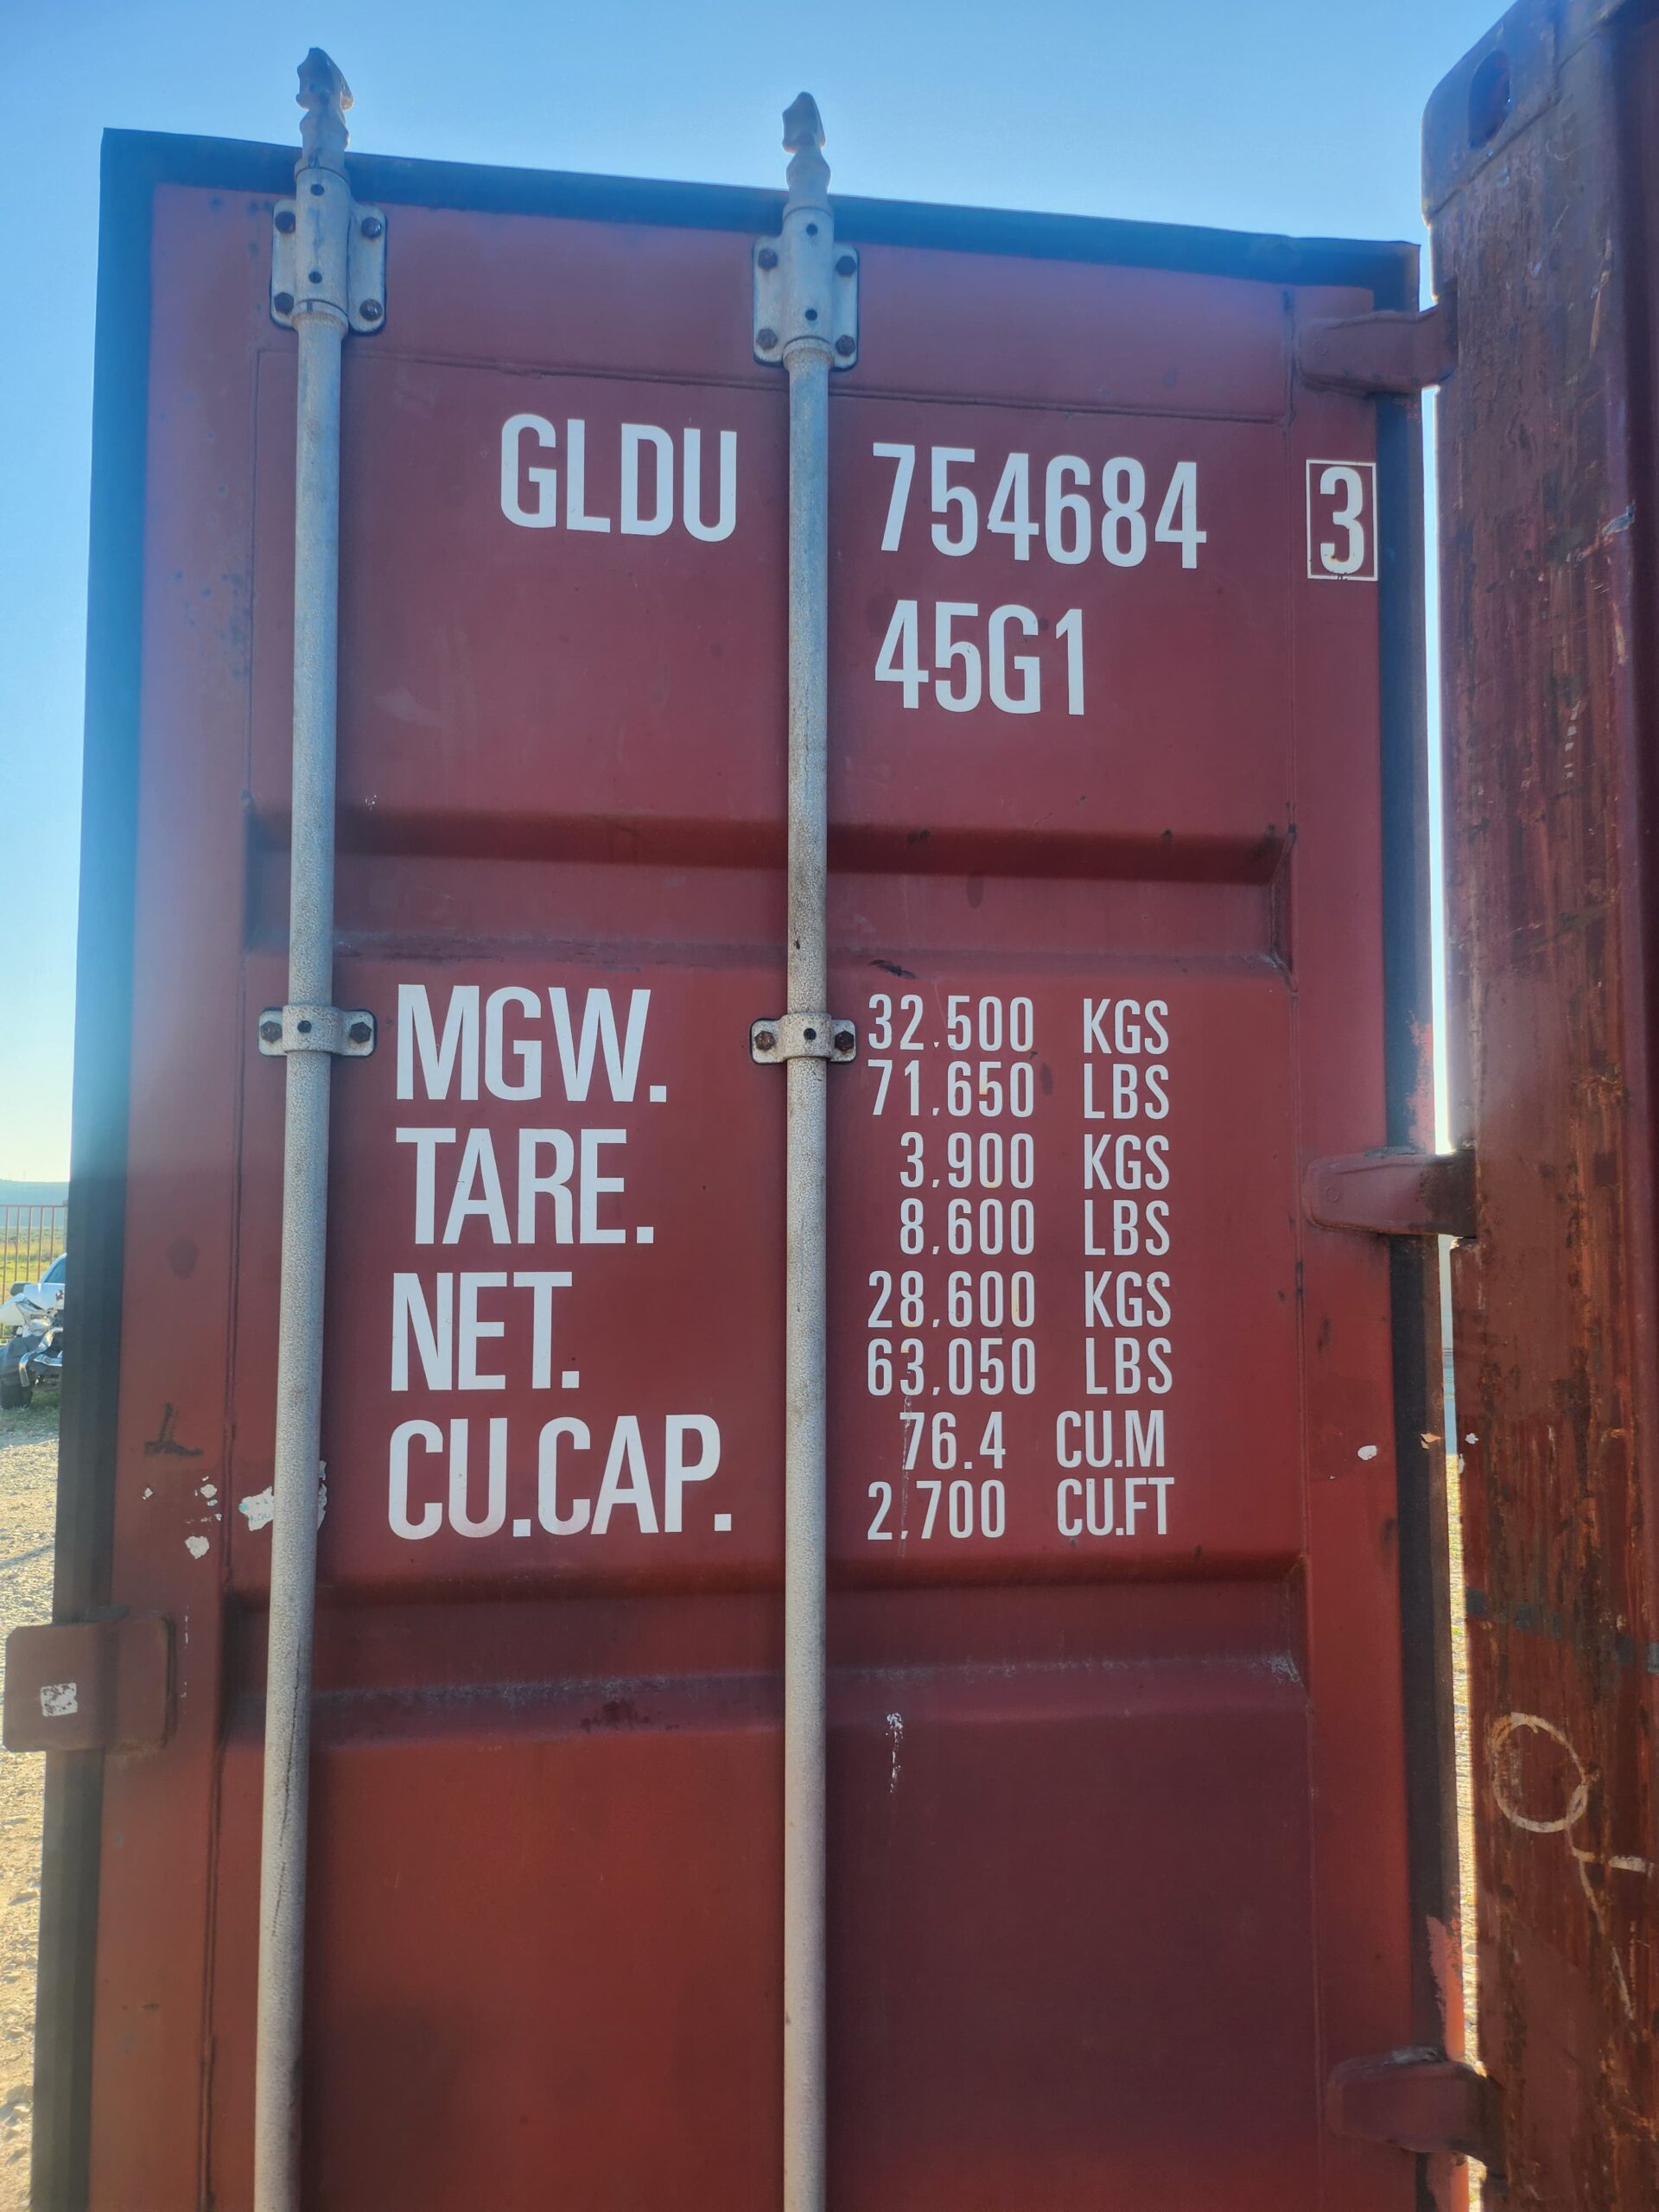 GLDU 754684 3
45G1
MGW. 32,500 KGS
71,650 LBS
TARE. 3,900 KGS
8,600 LBS
NET. 28,600 KGS
63,050 LBS
CU.CAP. 76.4 CU.M
2,700 CU.FT